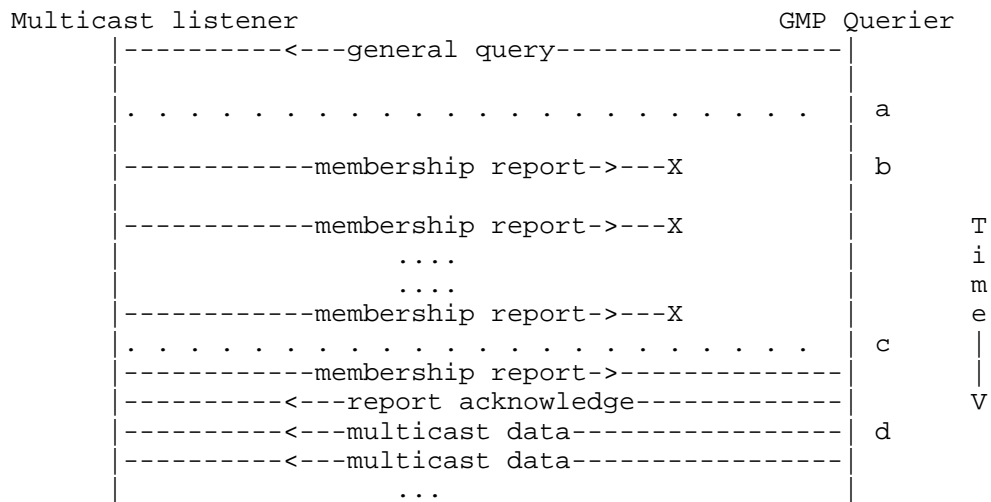 Multicast listener                              GMP Querier
      |----------<---general query------------------|
      |                                             |
      |. . . . . . . . . . . . . . . . . . . . . .  | a
      |                                             |
      |------------membership report->---X          | b
      |                                             |
      |------------membership report->---X          |       T
      |                 ....                        |       i
      |                 ....                        |       m
      |------------membership report->---X          |       e
      |. . . . . . . . . . . . . . . . . . . . . .  | c     |
      |------------membership report->--------------|       |
      |----------<---report acknowledge-------------|       V
      |----------<---multicast data-----------------| d
      |----------<---multicast data-----------------|
      |                 ...                         |